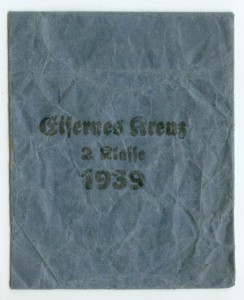 Eisernes Kreuz
2. Klasse
1939